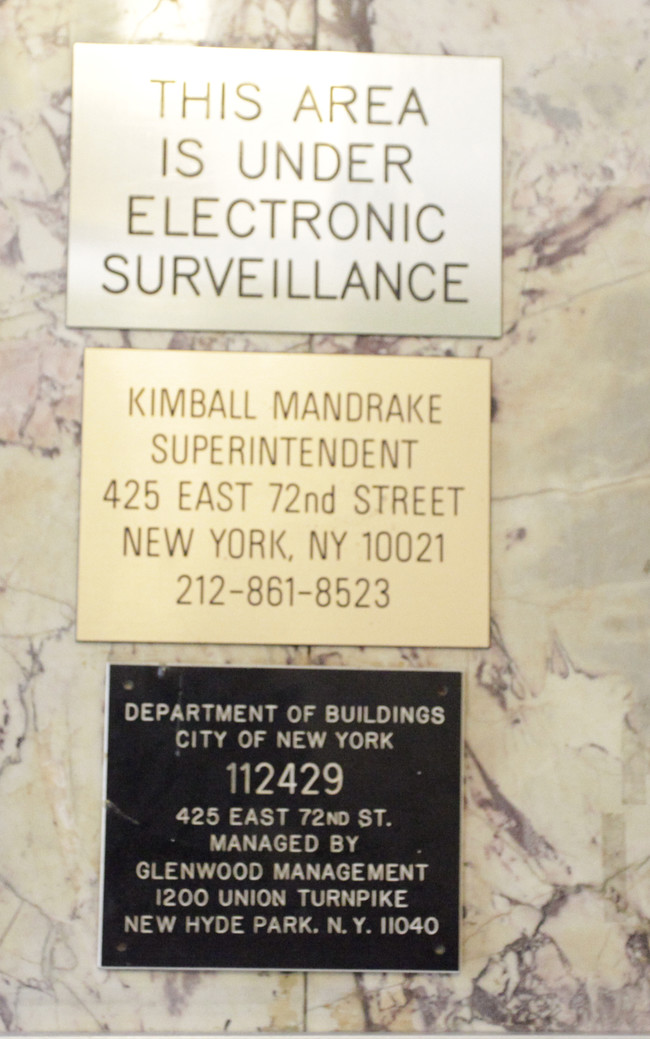 THIS AREA
IS UNDER
ELECTRONIC
SURVEILLANCE
KIMBALL MANDRAKE
SUPERINTENDENT
425 EAST 72nd STREET
NEW YORK, NY 10021
212-861-8523
DEPARTMENT OF BUILDINGS
CITY OF NEW YORK
112429
425 EAST 72ND ST.
MANAGED BY
GLENWOOD MANAGEMENT
1200 UNION TURNPIKE
NEW HYDE PARK. N.Y. 11040